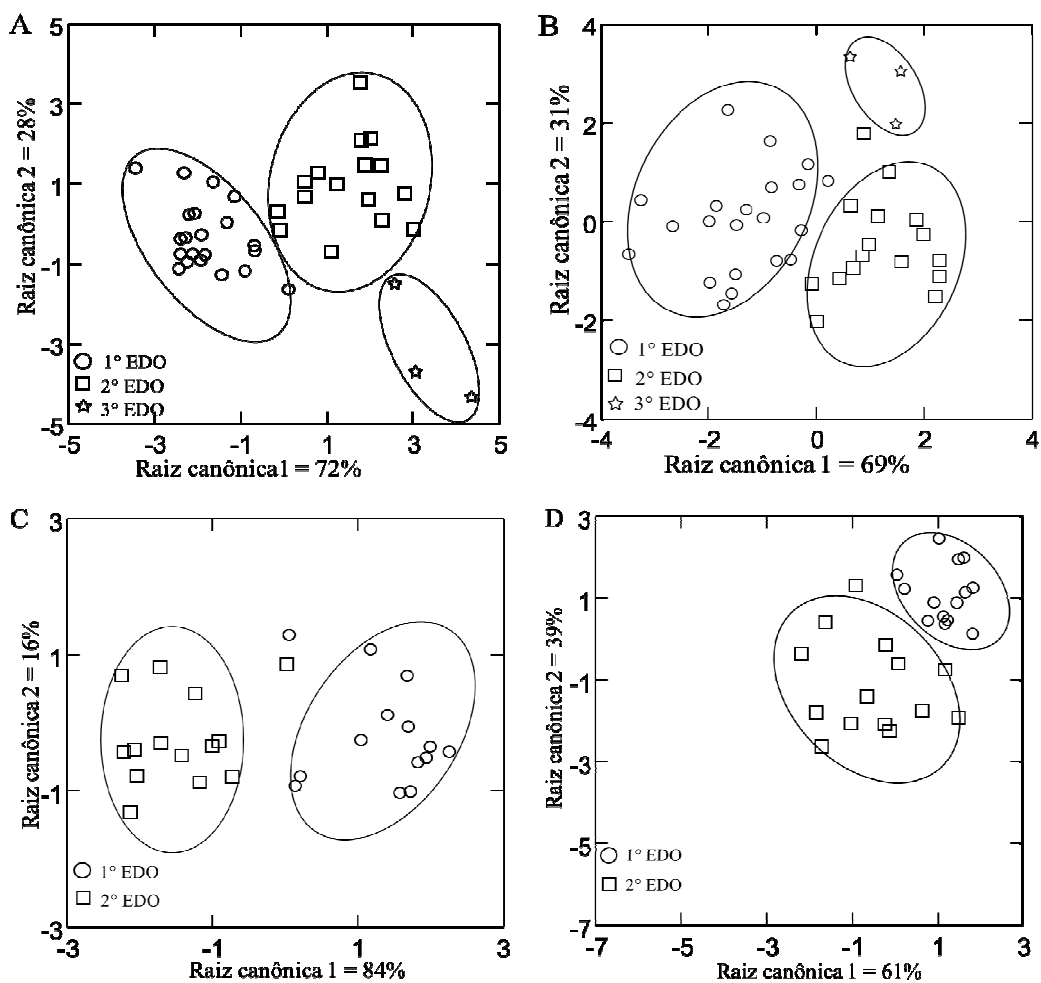 A
5
3
1
-1
-3
-5
Raiz canônica 2 = 28%
1° EDO
2° EDO
3° EDO
-5 -3 -1 1 3 5
Raiz canônica1 = 72%
B
4
2
0
-2
-4
Raiz canônica 2 = 31%
1° EDO
2° EDO
3° EDO
-4 -2 0 2 4
Raiz canônica 1 = 69%
C
3
1
-1
-3
Raiz canônica 2 = 16%
1° EDO
2° EDO
-3 -1 1 3
Raiz canônica 1 = 84%
D
3
1
-1
-3
-5
-7
Raiz canônica 2 = 39%
1° EDO
2° EDO
-7 -5 -3 -1 1 3
Raiz canônica 1 = 61%